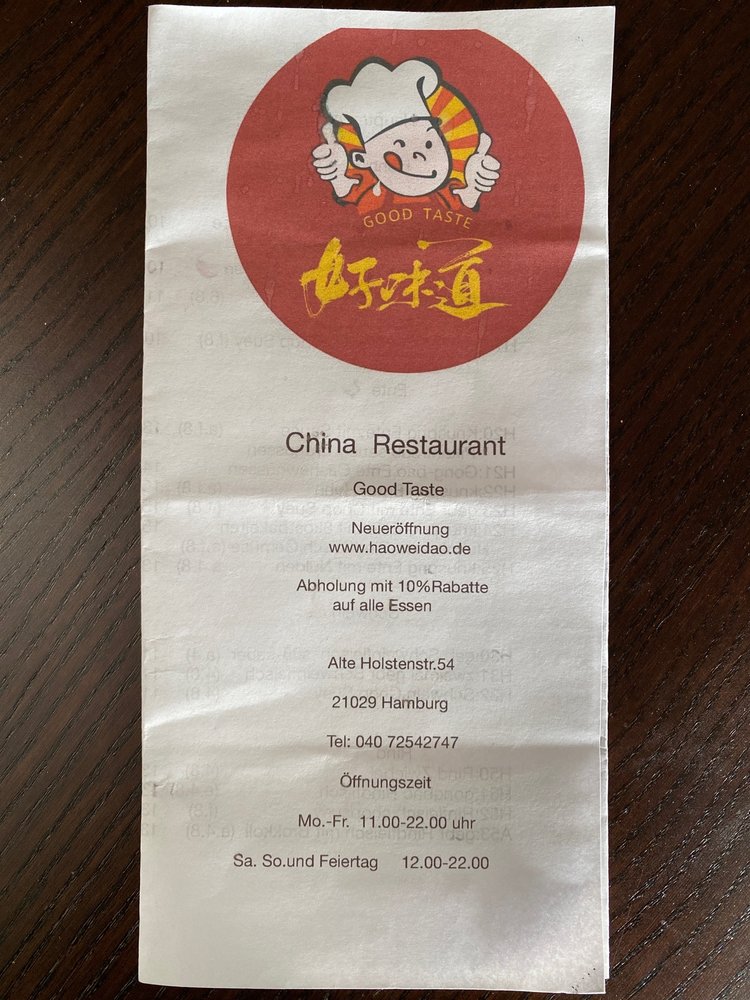 GOOD TASTE
好味道
China Restaurant
Good Taste
Neueröffnung
www.haoweidao.de
Abholung mit 10%Rabatte
auf alle Essen
Alte Holstenstr.54
21029 Hamburg
Tel: 040 72542747
Öffnungszeit
Mo.-Fr. 11.00-22.00 uhr
Sa. So.und Feiertag 12.00-22.00